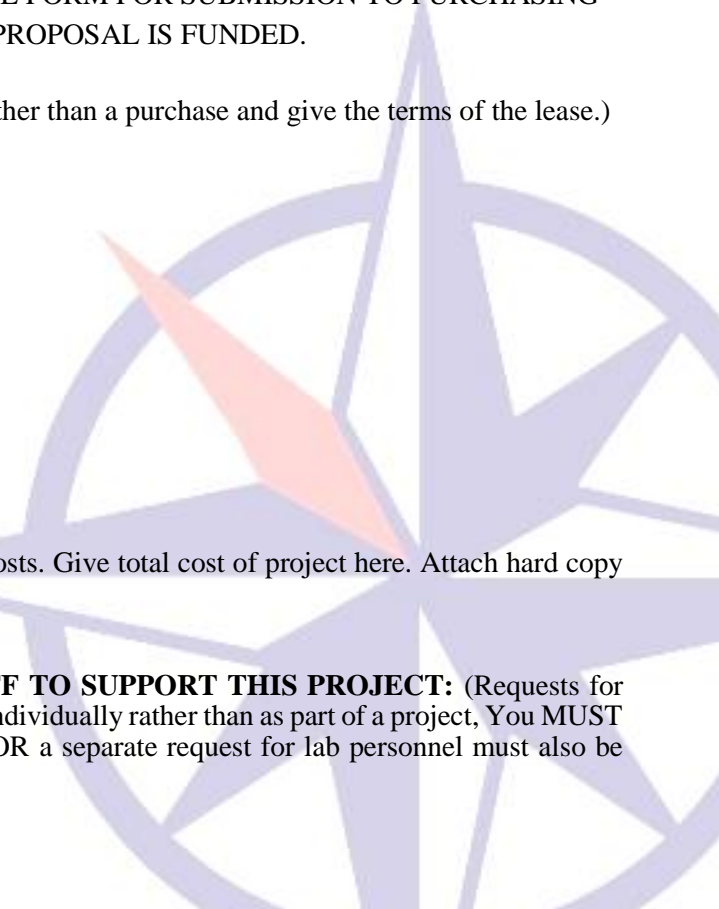 E FORM FOR SUBMISSION TO PURCHASING
PROPOSAL IS FUNDED.
ther than a purchase and give the terms of the lease.)
osts. Give total cost of project here. Attach hard copy
F TO SUPPORT THIS PROJECT: (Requests for
ndividually rather than as part of a project, You MUST
OR a separate request for lab personnel must also be